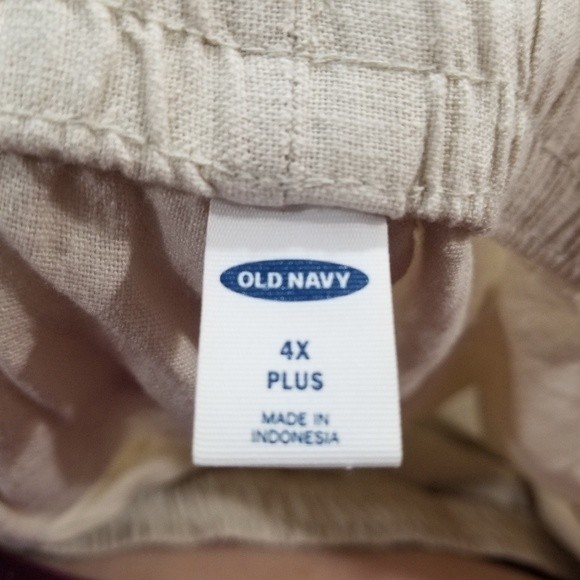 OLD NAVY
4X
PLUS
MADE IN
INDONESIA